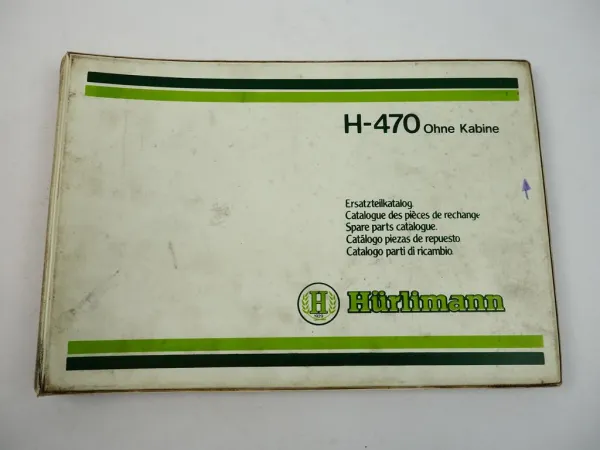 H-470 Ohne Kabine
Ersatzteilkatalog.
Catalogue des pièces de rechange
Spare parts catalogue.
Catálogo piezas de repuesto
Catalogo parti di ricambio.
H Hürlimann